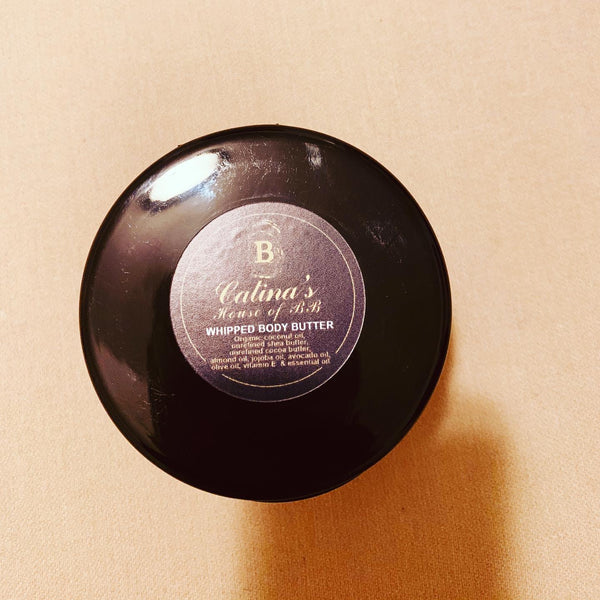 B
Catina's
House of BB
WHIPPED BODY BUTTER
Organic coconut oil,
unrefined shea butter,
unrefined cocoa butter,
almond oil, jojoba oil, avocado oil,
olive oil, vitamin E & essential oil